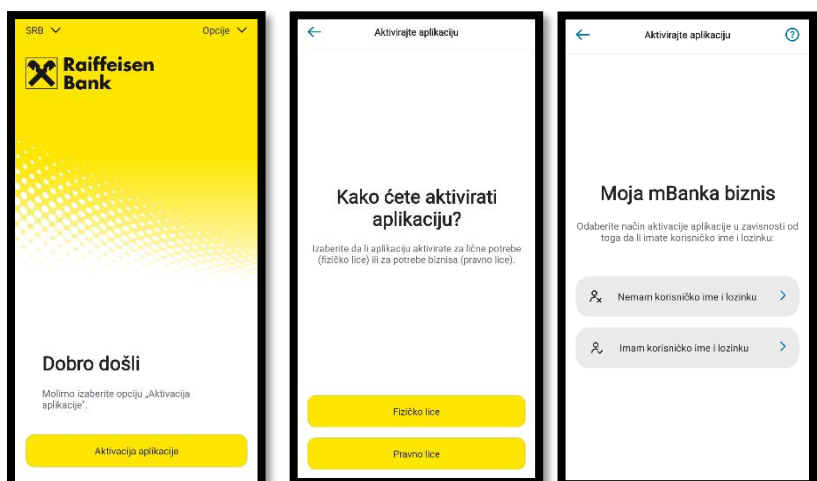 SRB
Opcije
Raiffeisen
Bank
Dobro došli
Molimo izaberite opciju „Aktivacija
aplikacije".
Aktivacija aplikacije
Aktivirajte aplikaciju
Kako ćete aktivirati
aplikaciju?
Izaberite da li aplikaciju aktivirate za lične potrebe
(fizičko lice) ili za potrebe biznisa (pravno lice).
Fizičko lice
Pravno lice
Aktivirajte aplikaciju
?
Moja mBanka biznis
Odaberite način aktivacije aplikacije u zavisnosti od
toga da li imate korisničko ime i lozinku:
Nemam korisničko ime i lozinku
Imam korisničko ime i lozinku